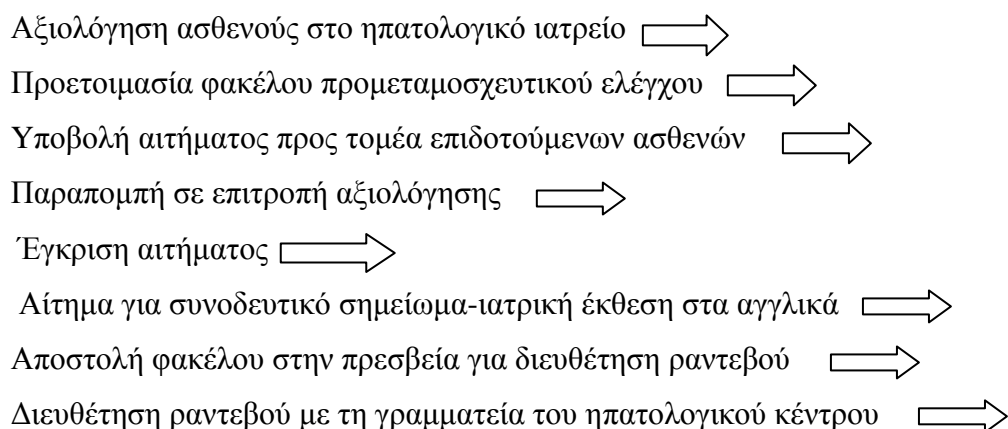 Αξιολόγηση ασθενούς στο ηπατολογικό ιατρείο
Προετοιμασία φακέλου προμεταμοσχευτικού ελέγχου
Υποβολή αιτήματος προς τομέα επιδοτούμενων ασθενών
Παραπομπή σε επιτροπή αξιολόγησης
Έγκριση αιτήματος
Αίτημα για συνοδευτικό σημείωμα-ιατρική έκθεση στα αγγλικά
Αποστολή φακέλου στην πρεσβεία για διευθέτηση ραντεβού
Διευθέτηση ραντεβού με τη γραμματεία του ηπατολογικού κέντρου